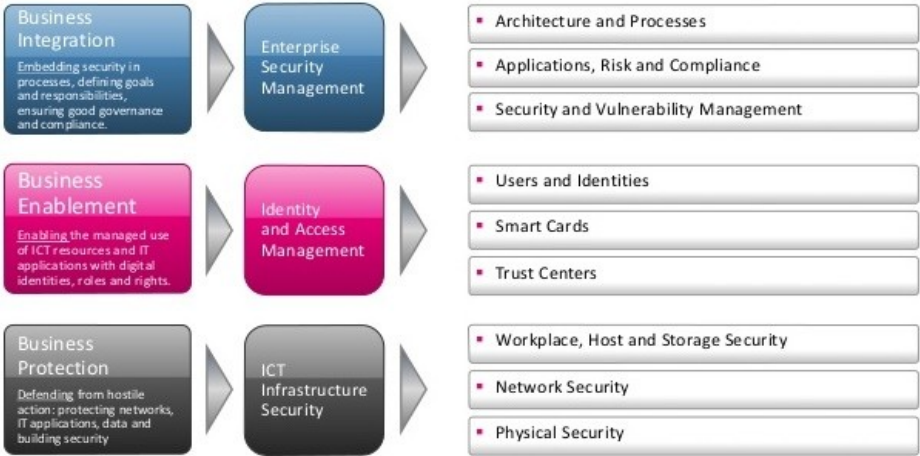 Business
Integration
Embedding security in
processes, defining goals
and responsibilities,
ensuring good governance
and compliance.
Enterprise
Security
Management
▪ Architecture and Processes
▪ Applications, Risk and Compliance
▪ Security and Vulnerability Management
Business
Enablement
Enabling the managed use
of ICT resources and IT
applications with digital
identities, roles and rights.
Identity
and Access
Management
▪ Users and Identities
▪ Smart Cards
▪ Trust Centers
Business
Protection
Defending from hostile
action: protecting networks,
IT applications, data and
building security
ICT
Infrastructure
Security
▪ Workplace, Host and Storage Security
▪ Network Security
▪ Physical Security